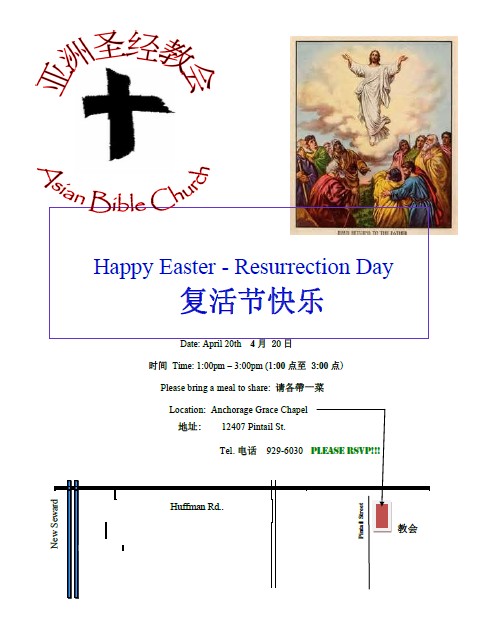 亚洲圣经教会
Asian Bible Church
JESUS RETURNS TO THE FATHER
Happy Easter - Resurrection Day
复活节快乐
Date: April 20th 4 月 20 日
时间 Time: 1:00pm – 3:00pm (1:00 点至 3:00 点)
Please bring a meal to share: 请各帶一菜
Location: Anchorage Grace Chapel
地址: 12407 Pintail St.
Tel. 电话 929-6030 PLEASE RSVP!!!
New Seward
Huffman Rd..
Pintail Street
教会